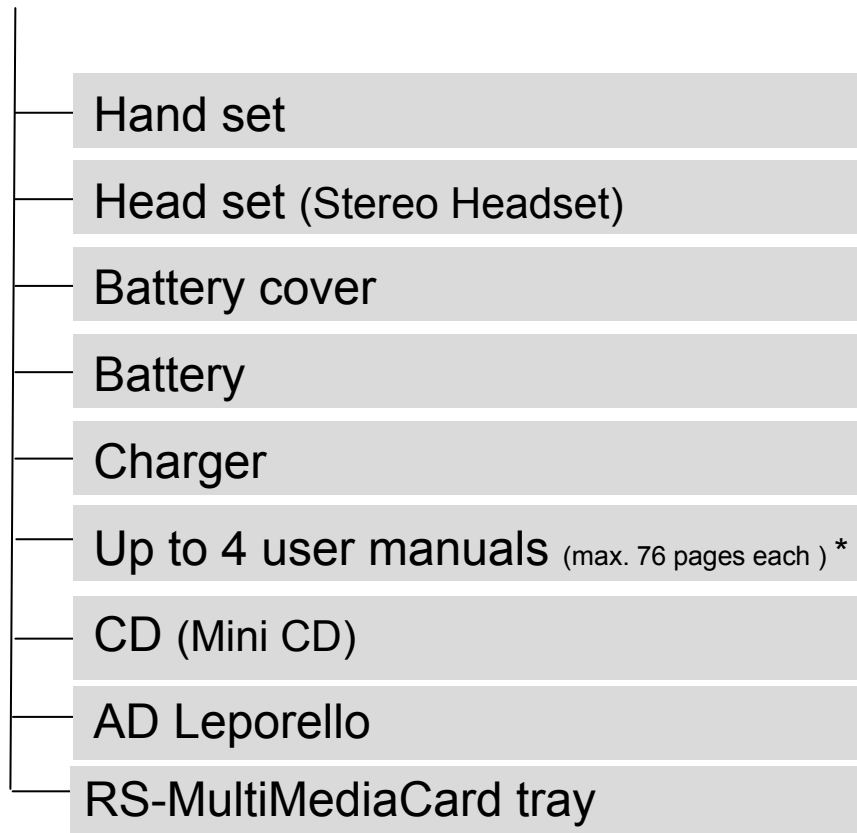 Hand set
Head set (Stereo Headset)
Battery cover
Battery
Charger
Up to 4 user manuals (max. 76 pages each ) *
CD (Mini CD)
AD Leporello
RS-MultiMediaCard tray